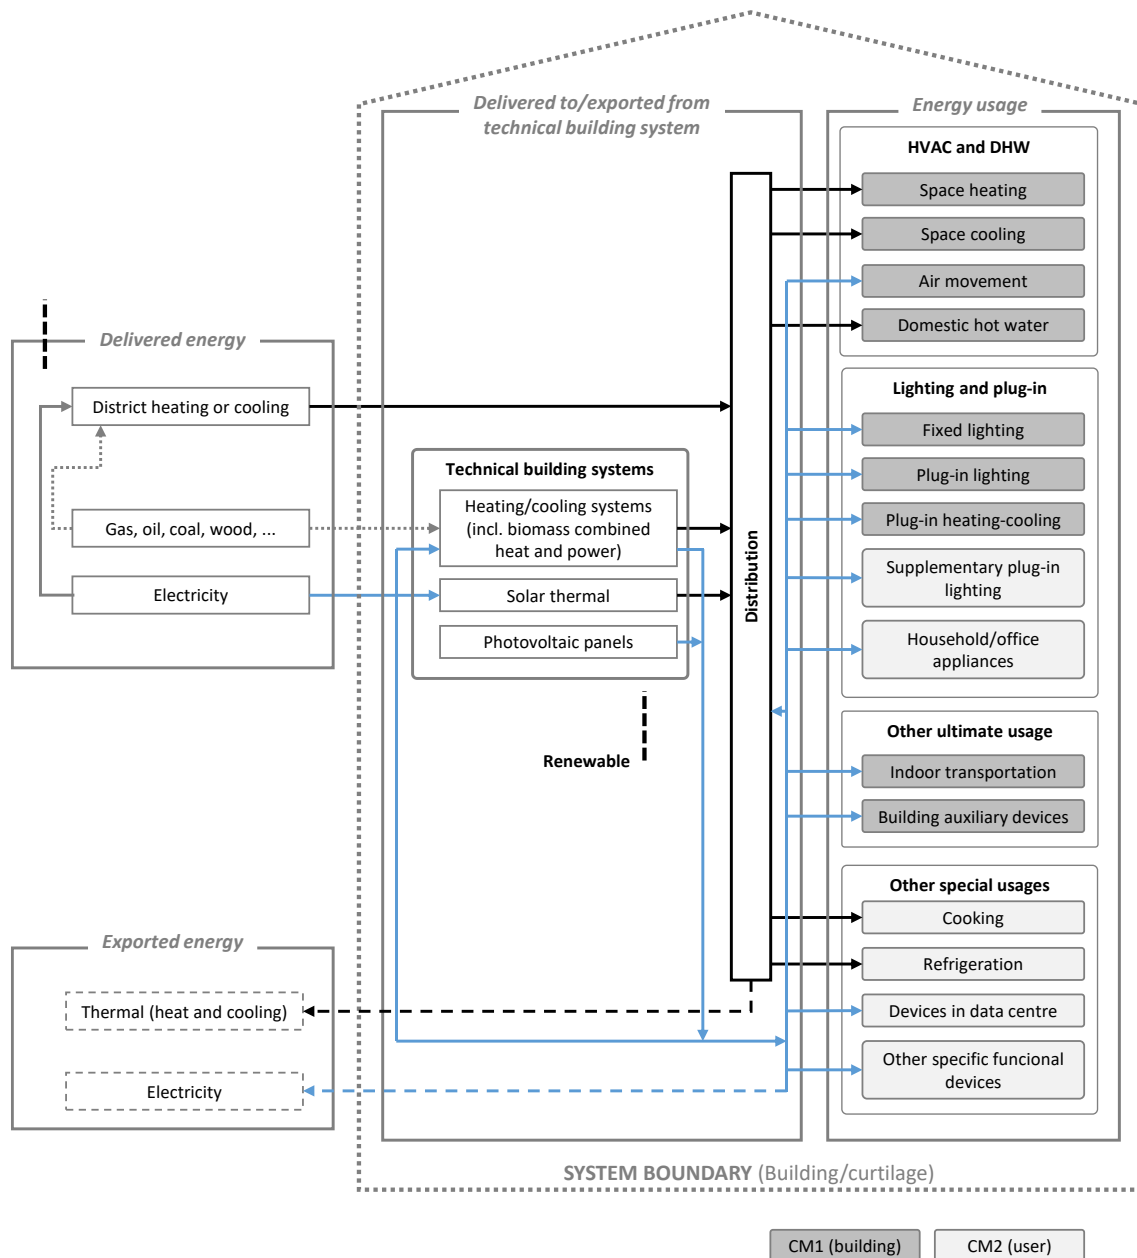 Delivered to/exported from
technical building system
Energy usage
HVAC and DHW
Space heating
Space cooling
Air movement
Domestic hot water
Delivered energy
District heating or cooling
Gas, oil, coal, wood, ...
Electricity
Technical building systems
Heating/cooling systems
(incl. biomass combined
heat and power)
Solar thermal
Photovoltaic panels
Renewable
Distribution
Lighting and plug-in
Fixed lighting
Plug-in lighting
Plug-in heating-cooling
Supplementary plug-in
lighting
Household/office
appliances
Other ultimate usage
Indoor transportation
Building auxiliary devices
Other special usages
Cooking
Refrigeration
Devices in data centre
Other specific funcional
devices
Exported energy
Thermal (heat and cooling)
Electricity
SYSTEM BOUNDARY (Building/curtilage)
CM1 (building)
CM2 (user)